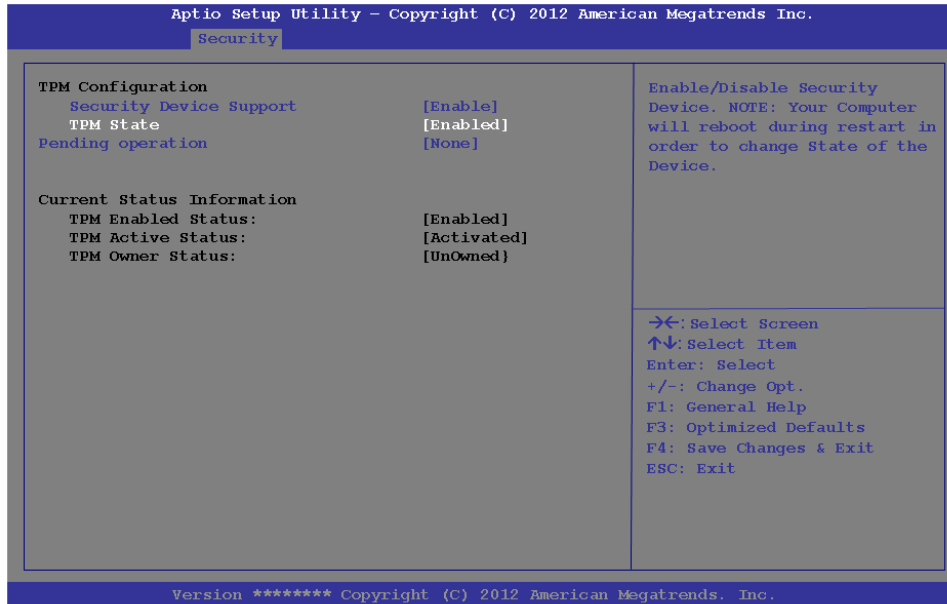 Aptio Setup Utility – Copyright (C) 2012 American Megatrends Inc.
Security
TPM Configuration
Security Device Support [Enable]
TPM State [Enabled]
Pending operation [None]
Current Status Information
TPM Enabled Status: [Enabled]
TPM Active Status: [Activated]
TPM Owner Status: [UnOwned}
Enable/Disable Security
Device. NOTE: Your Computer
will reboot during restart in
order to change State of the
Device.
→←: Select Screen
↑↓: Select Item
Enter: Select
+/-: Change Opt.
F1: General Help
F3: Optimized Defaults
F4: Save Changes & Exit
ESC: Exit
Version ******** Copyright (C) 2012 American Megatrends. Inc.